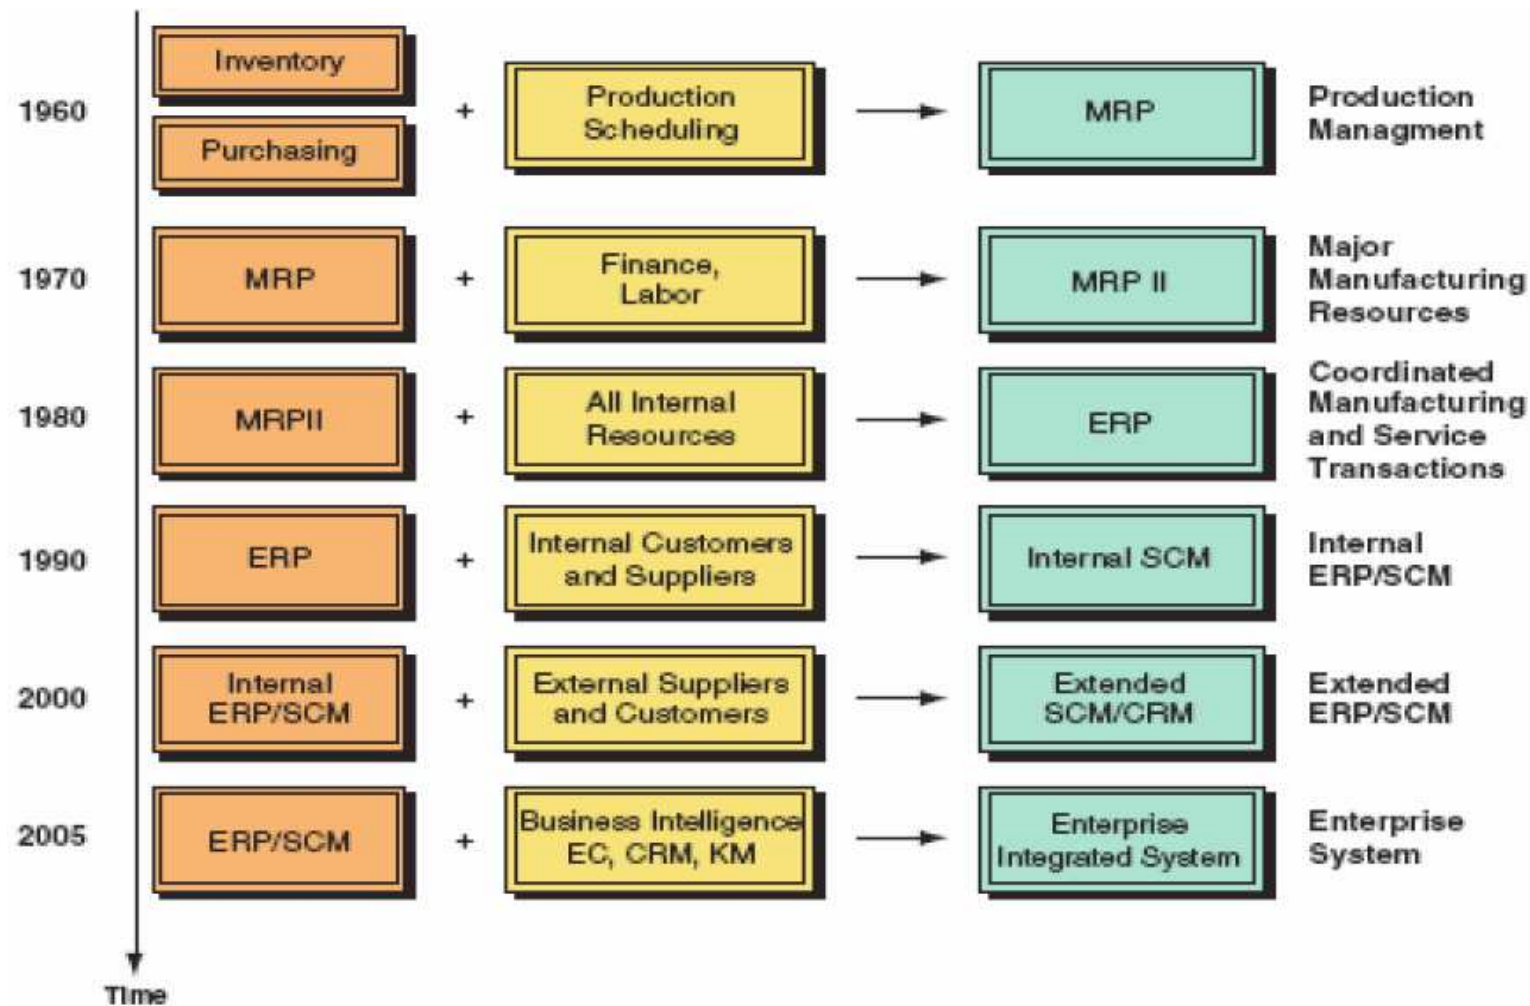 Inventory
1960
Purchasing
+
Production
Scheduling
MRP
Production
Managment
1970
MRP
+
Finance,
Labor
MRP II
Major
Manufacturing
Resources
1980
MRPII
+
All Internal
Resources
ERP
Coordinated
Manufacturing
and Service
Transactions
1990
ERP
+
Internal Customers
and Suppliers
Internal SCM
Internal
ERP/SCM
2000
Internal
ERP/SCM
+
External Suppliers
and Customers
Extended
SCM/CRM
Extended
ERP/SCM
2005
ERP/SCM
+
Business Intelligence
EC, CRM, KM
Enterprise
Integrated System
Enterprise
System
Time